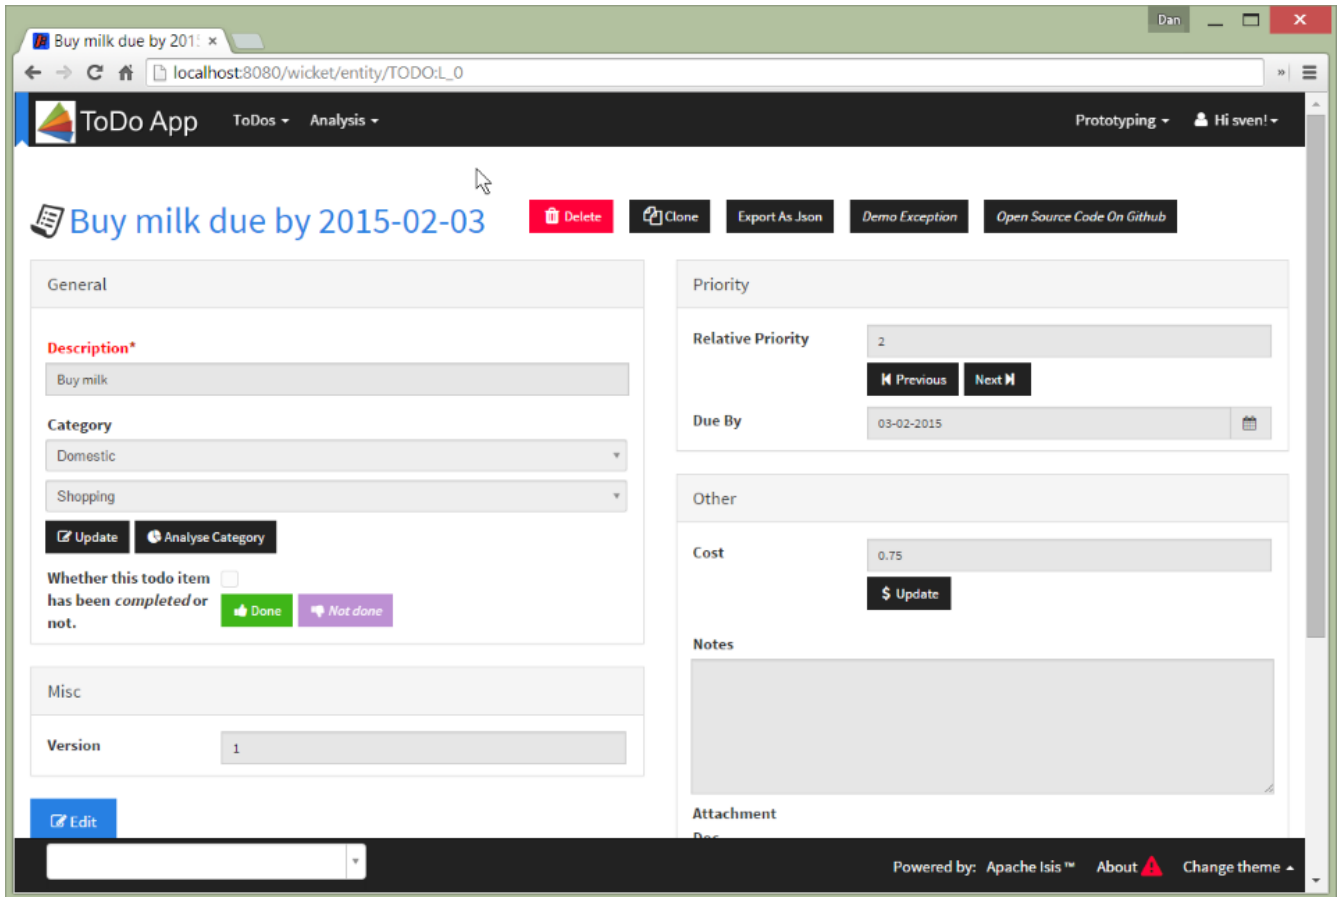 Dan
Buy milk due by 201
localhost:8080/wicket/entity/TODO:L_0
»
ToDo App ToDos Analysis Prototyping Hi sven!
Buy milk due by 2015-02-03 Delete Clone Export As Json Demo Exception Open Source Code On Github
General
Description*
Buy milk
Category
Domestic
Shopping
Update Analyse Category
Whether this todo item
has been completed or
not.
Done Not done
Misc
Version 1
Edit
Priority
Relative Priority 2
Previous Next
Due By 03-02-2015
Other
Cost 0.75
$ Update
Notes
Attachment
Doc
Powered by: Apache Isis™ About Change theme